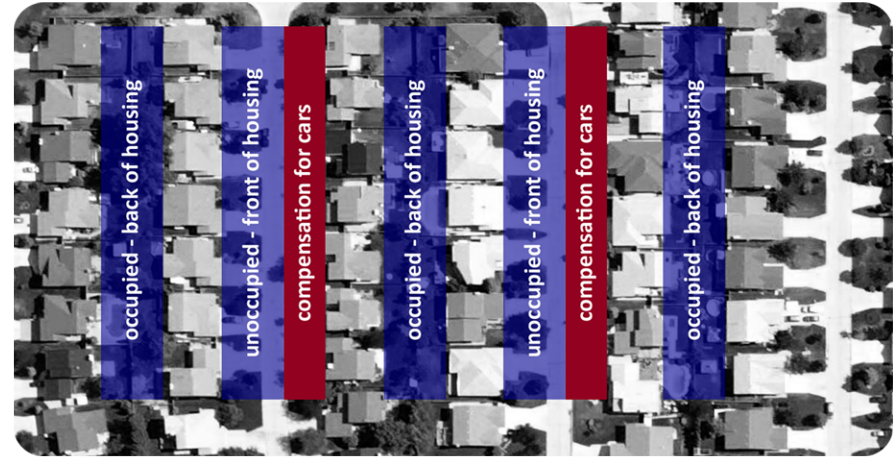 occupied - back of housing
unoccupied - front of housing
compensation for cars
occupied - back of housing
unoccupied - front of housing
compensation for cars
occupied - back of housing